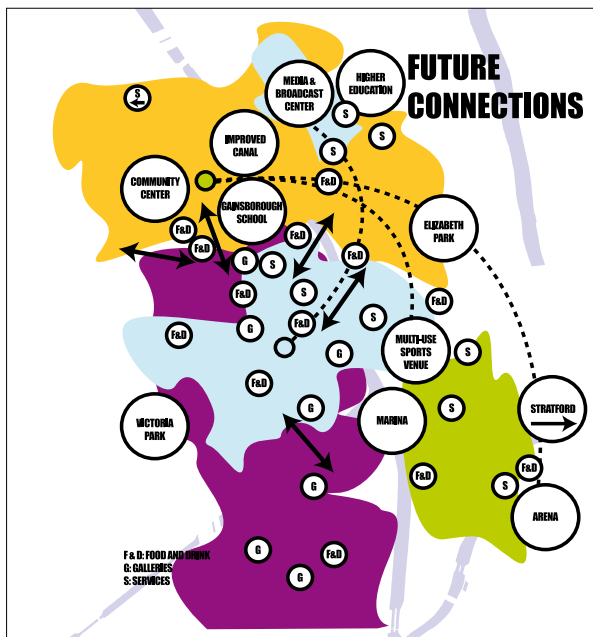 FUTURE
CONNECTIONS
MEDIA &
BROADCAST
CENTER
HIGHER
EDUCATION
S
S
S
S
IMPROVED
CANAL
COMMUNITY
CENTER
GAINSBOROUGH
SCHOOL
F&D
ELIZABETH
PARK
F&D
F&D
F&D
G
S
F&D
F&D
S
F&D
S
F&D
G
F&D
G
MULTI-USE
SPORTS
VENUE
S
F&D
G
S
VICTORIA
PARK
MARINA
STRATFORD
F&D
F&D
S
G
ARENA
G
F&D
G
F & D: FOOD AND DRINK
G: GALLERIES
S: SERVICES